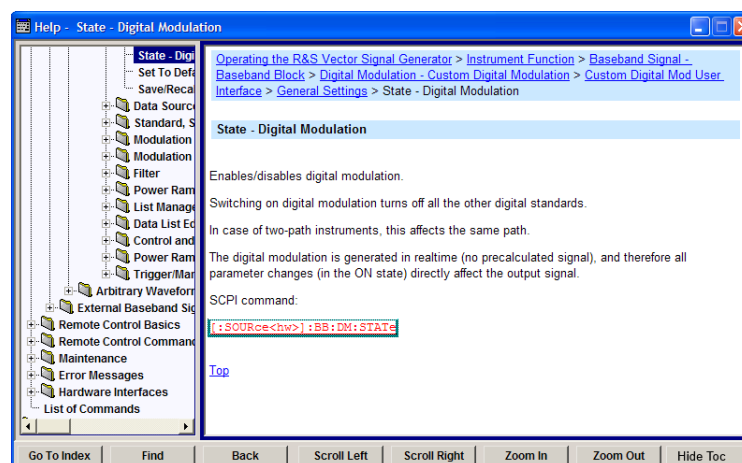 Help - State - Digital Modulation
State - Digi
Set To Defa
Save/Recal
Data Source
Standard, S
Modulation
Modulation
Filter
Power Ram
List Manage
Data List Ed
Control and
Power Ram
Trigger/Mar
Arbitrary Waveform
External Baseband Sig
Remote Control Basics
Remote Control Command
Maintenance
Error Messages
Hardware Interfaces
List of Commands
Operating the R&S Vector Signal Generator > Instrument Function > Baseband Signal -
Baseband Block > Digital Modulation - Custom Digital Modulation > Custom Digital Mod User
Interface > General Settings > State - Digital Modulation
State - Digital Modulation
Enables/disables digital modulation.
Switching on digital modulation turns off all the other digital standards.
In case of two-path instruments, this affects the same path.
The digital modulation is generated in realtime (no precalculated signal), and therefore all
parameter changes (in the ON state) directly affect the output signal.
SCPI command:
[:SOURce<hw>]:BB:DM:STATe
Top
Go To Index
Find
Back
Scroll Left
Scroll Right
Zoom In
Zoom Out
Hide Toc